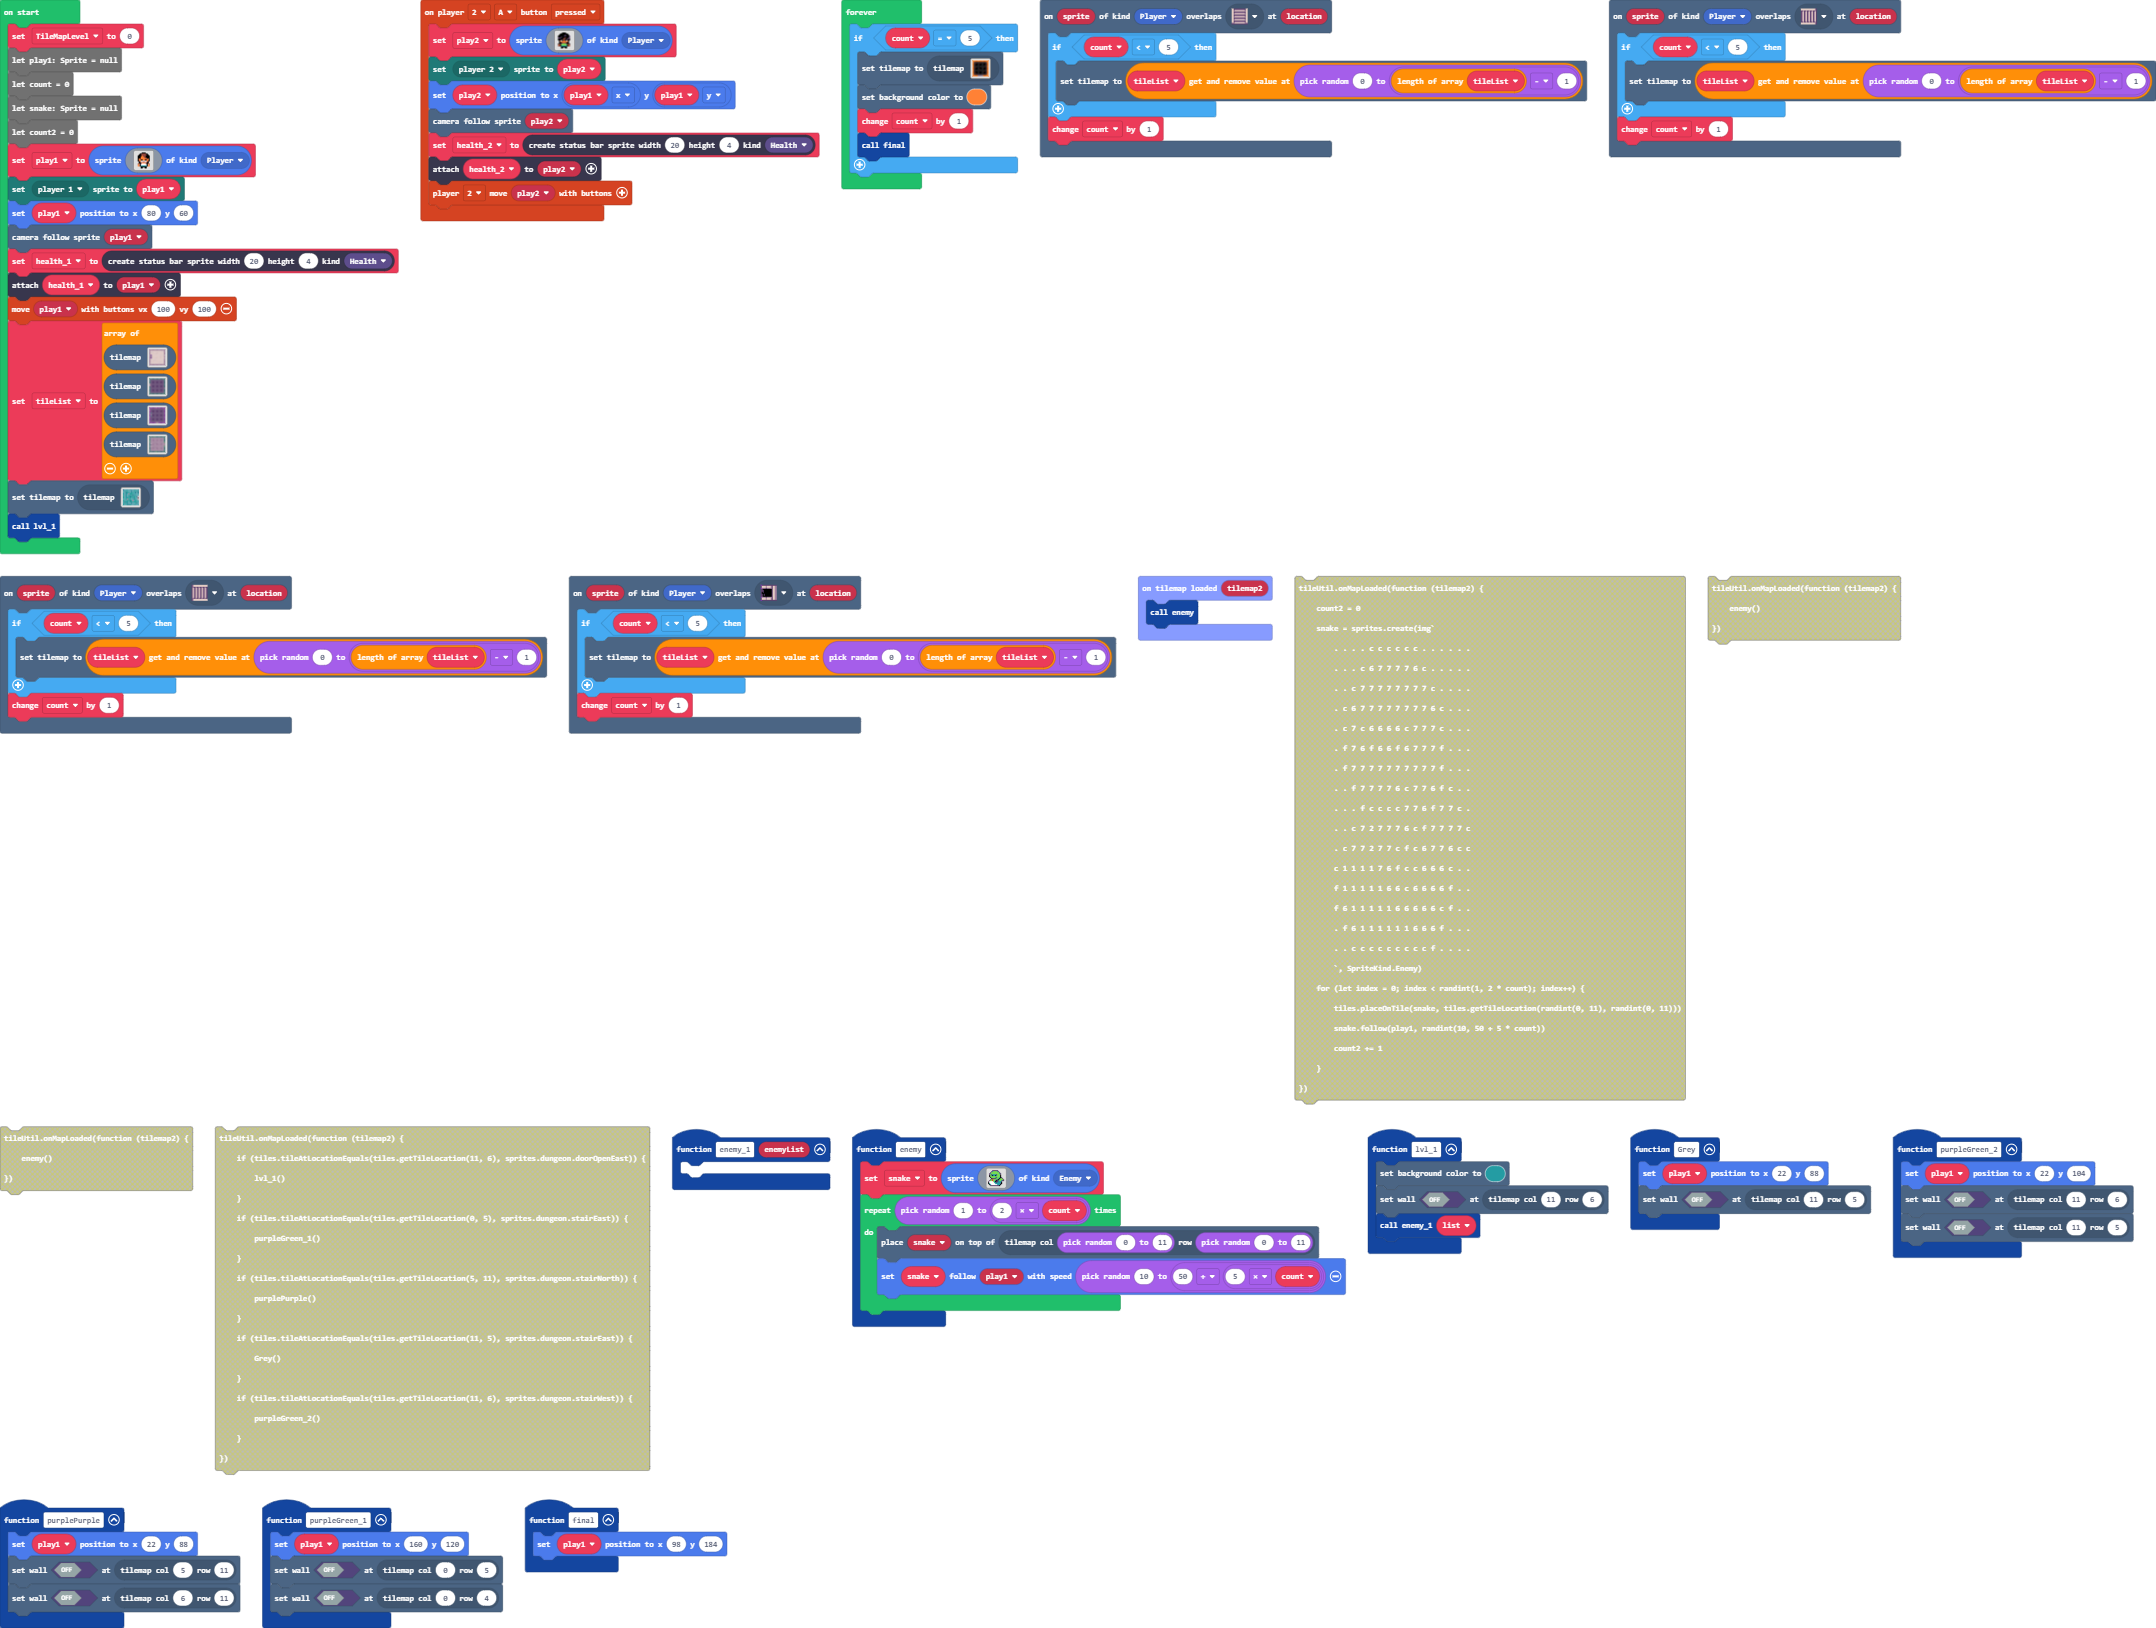 on start
set TileMapLevel to 0
let play1: Sprite = null
let count = 0
let snake: Sprite = null
let count2 = 0
set play1 to sprite of kind Player
set player 1 sprite to play1
set play1 position to x 80 y 60
camera follow sprite play1
set health_1 to create status bar sprite width 20 height 4 kind Health
attach health_1 to play1
move play1 with buttons vx 100 vy 100
set tileList to array of
tilemap
tilemap
tilemap
tilemap
set tilemap to tilemap
call lvl_1
on player 2 A button pressed
set play2 to sprite of kind Player
set player 2 sprite to play2
set play2 position to x play1 x y play1 y
camera follow sprite play2
set health_2 to create status bar sprite width 20 height 4 kind Health
attach health_2 to play2
player 2 move play2 with buttons
forever
if count = 5 then
set tilemap to tilemap
set background color to
change count by 1
call final
on sprite of kind Player overlaps at location
if count < 5 then
set tilemap to tileList get and remove value at pick random 0 to length of array tileList - 1
change count by 1
on sprite of kind Player overlaps at location
if count < 5 then
set tilemap to tileList get and remove value at pick random 0 to length of array tileList - 1
change count by 1
on sprite of kind Player overlaps at location
if count < 5 then
set tilemap to tileList get and remove value at pick random 0 to length of array tileList - 1
change count by 1
on sprite of kind Player overlaps at location
if count < 5 then
set tilemap to tileList get and remove value at pick random 0 to length of array tileList - 1
change count by 1
on tilemap loaded tilemap2
call enemy
tileUtil.onMapLoaded(function (tilemap2) {
count2 = 0
snake = sprites.create(img`
. . . . c c c c c c . . . . . .
. . . c 6 7 7 7 7 6 c . . . . .
. . c 7 7 7 7 7 7 7 7 c . . . .
. c 6 7 7 7 7 7 7 7 7 6 c . . .
. c 7 c 6 6 6 6 c 7 7 7 c . . .
. f 7 6 f 6 6 f 6 7 7 7 f . . .
. f 7 7 7 7 7 7 7 7 7 7 f . . .
. . f 7 7 7 7 6 c 7 7 6 f c . .
. . . f c c c c 7 7 6 f 7 7 c .
. . c 7 2 7 7 7 6 c f 7 7 7 7 c
. c 7 7 2 7 7 c f c 6 7 7 6 c c
c 1 1 1 1 7 6 f c c 6 6 6 c . .
f 1 1 1 1 1 6 6 c 6 6 6 6 f . .
f 6 1 1 1 1 1 6 6 6 6 6 c f . .
. f 6 1 1 1 1 1 1 6 6 6 f . . .
. . c c c c c c c c c f . . . .
`, SpriteKind.Enemy)
for (let index = 0; index < randint(1, 2 * count); index++) {
tiles.placeOnTile(snake, tiles.getTileLocation(randint(0, 11), randint(0, 11)))
snake.follow(play1, randint(10, 50 + 5 * count))
count2 += 1
}
})
tileUtil.onMapLoaded(function (tilemap2) {
enemy()
})
tileUtil.onMapLoaded(function (tilemap2) {
enemy()
})
tileUtil.onMapLoaded(function (tilemap2) {
if (tiles.tileAtLocationEquals(tiles.getTileLocation(11, 6), sprites.dungeon.doorOpenEast)) {
lvl_1()
}
if (tiles.tileAtLocationEquals(tiles.getTileLocation(0, 5), sprites.dungeon.stairEast)) {
purpleGreen_1()
}
if (tiles.tileAtLocationEquals(tiles.getTileLocation(5, 11), sprites.dungeon.stairNorth)) {
purplePurple()
}
if (tiles.tileAtLocationEquals(tiles.getTileLocation(11, 5), sprites.dungeon.stairEast)) {
Grey()
}
if (tiles.tileAtLocationEquals(tiles.getTileLocation(11, 6), sprites.dungeon.stairWest)) {
purpleGreen_2()
}
})
function enemy_1 enemyList
function enemy
set snake to sprite of kind Enemy
repeat pick random 1 to 2 × count times
do
place snake on top of tilemap col pick random 0 to 11 row pick random 0 to 11
set snake follow play1 with speed pick random 10 to 50 + 5 × count
function lvl_1
set background color to
set wall OFF at tilemap col 11 row 6
call enemy_1 list
function Grey
set play1 position to x 22 y 88
set wall OFF at tilemap col 11 row 5
function purpleGreen_2
set play1 position to x 22 y 104
set wall OFF at tilemap col 11 row 6
set wall OFF at tilemap col 11 row 5
function purplePurple
set play1 position to x 22 y 88
set wall OFF at tilemap col 5 row 11
set wall OFF at tilemap col 6 row 11
function purpleGreen_1
set play1 position to x 160 y 120
set wall OFF at tilemap col 0 row 5
set wall OFF at tilemap col 0 row 4
function final
set play1 position to x 98 y 184